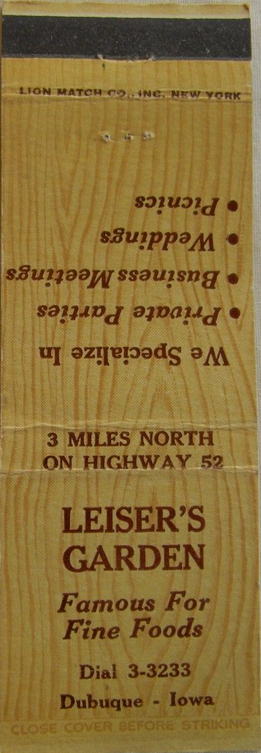 LION MATCH CO., INC. NEW YORK
We Specialize In
• Private Parties
• Business Meetings
• Weddings
• Picnics
3 MILES NORTH
ON HIGHWAY 52
LEISER'S
GARDEN
Famous For
Fine Foods
Dial 3-3233
Dubuque - Iowa
CLOSE COVER BEFORE STRIKING